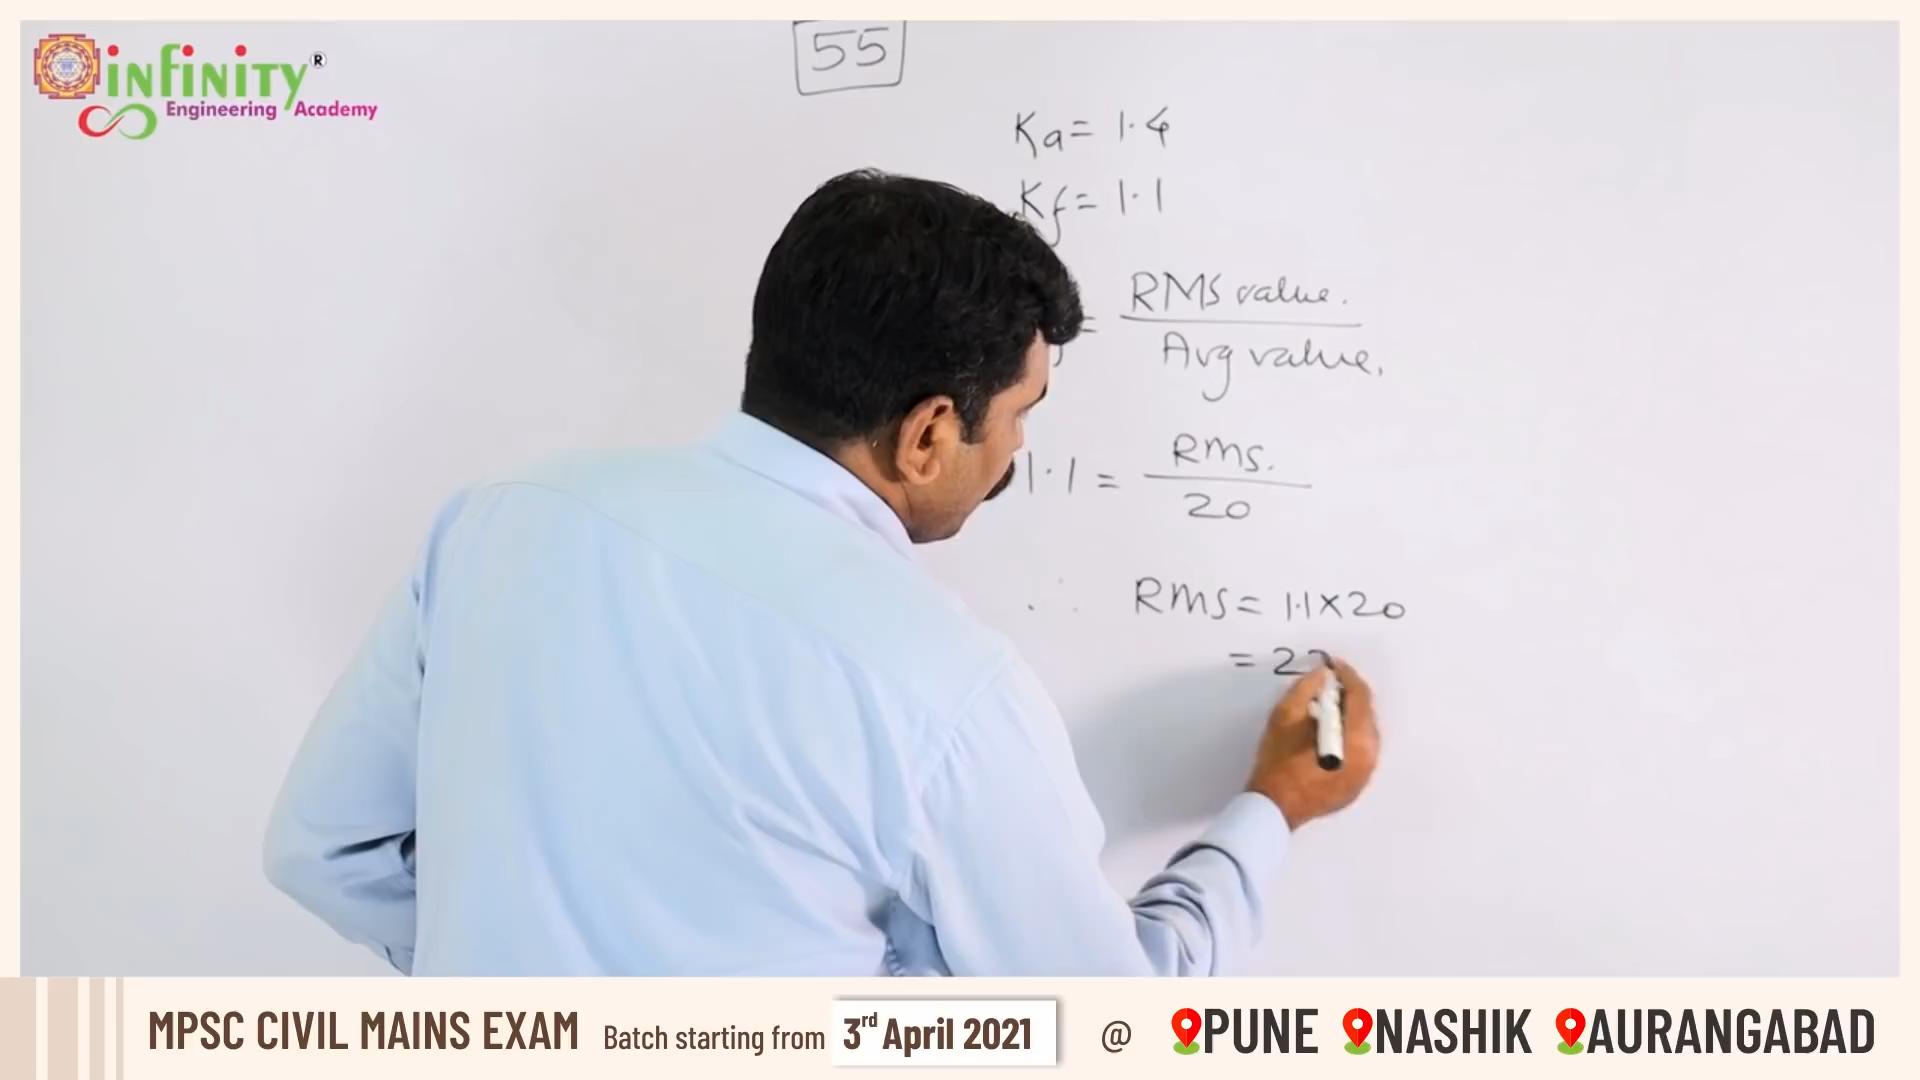 infinity®
Engineering Academy
55
Ka = 1.4
Kf = 1.1
= RMS value.
Avg value.
1.1 = Rms.
20
∴ Rms = 1.1×20
= 22
MPSC CIVIL MAINS EXAM Batch starting from 3rd April 2021 @ PUNE NASHIK AURANGABAD